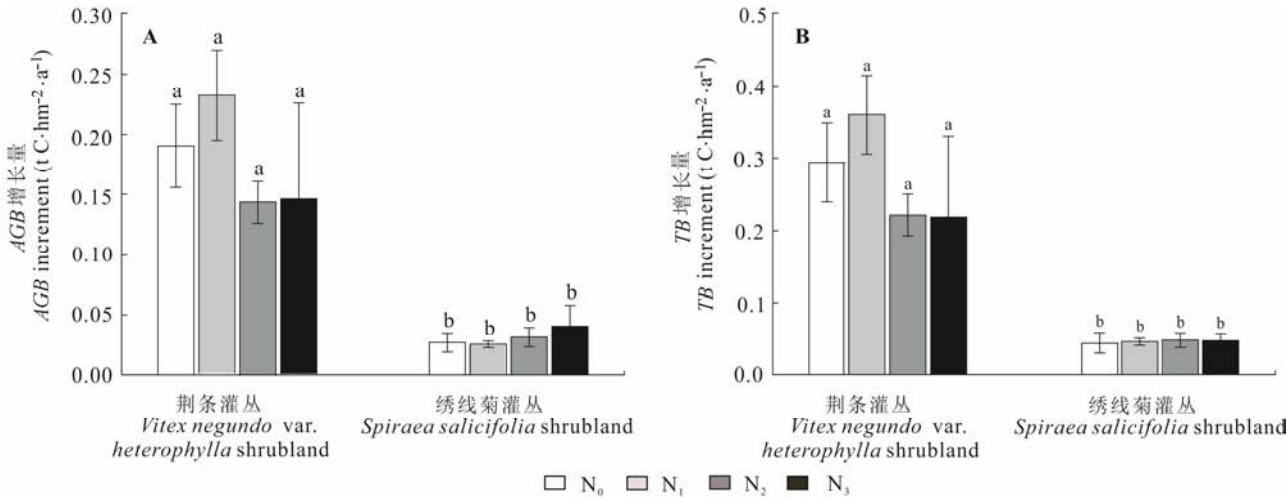 A
AGB 增长量
AGB increment (t C·hm⁻²·a⁻¹)
0.30
0.25
0.20
0.15
0.10
0.05
0.00
a
a
a
a
b
b
b
b
荆条灌丛
Vitex negundo var.
heterophylla shrubland
绣线菊灌丛
Spiraea salicifolia shrubland
B
TB 增长量
TB increment (t C·hm⁻²·a⁻¹)
0.5
0.4
0.3
0.2
0.1
0.0
a
a
a
a
b
b
b
b
荆条灌丛
Vitex negundo var.
heterophylla shrubland
绣线菊灌丛
Spiraea salicifolia shrubland
N₀ N₁ N₂ N₃